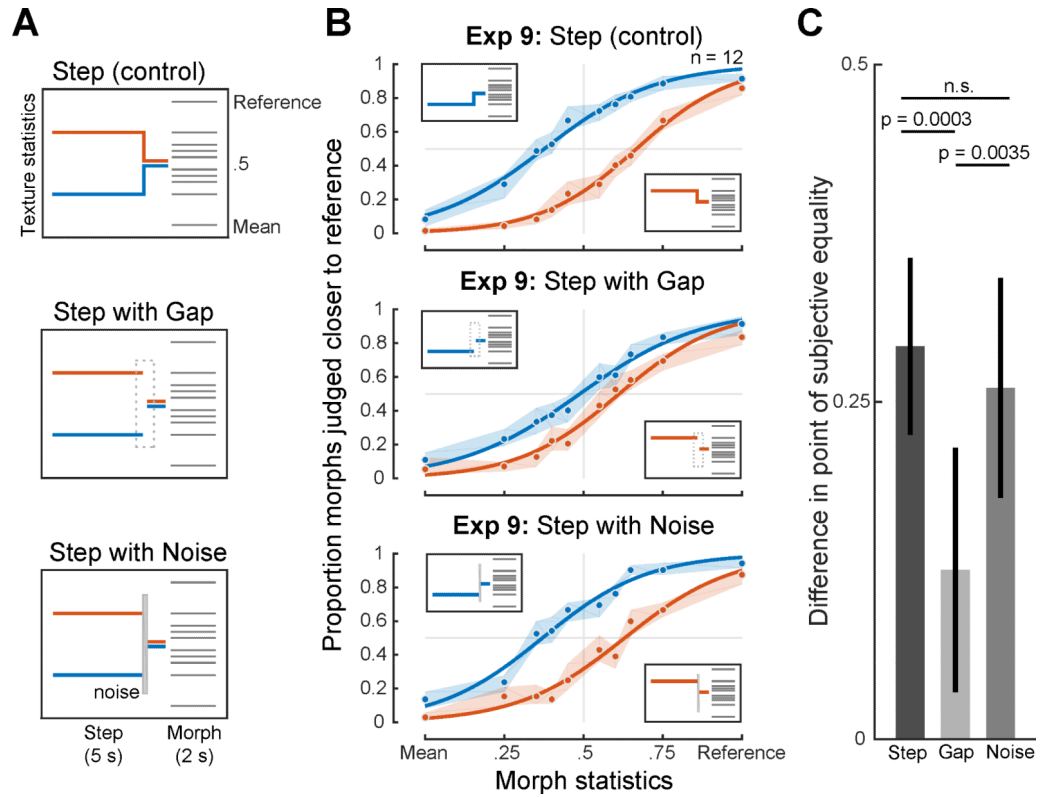 A
Step (control)
Texture statistics
Reference
.5
Mean
Step with Gap
Step with Noise
noise
Step
(5 s)
Morph
(2 s)
B
Proportion morphs judged closer to reference
Exp 9: Step (control)
n = 12
1
0.8
0.6
0.4
0.2
0
Exp 9: Step with Gap
1
0.8
0.6
0.4
0.2
0
Exp 9: Step with Noise
1
0.8
0.6
0.4
0.2
0
Mean
.25
.5
.75
Reference
Morph statistics
C
Difference in point of subjective equality
0.5
0.25
0
n.s.
p = 0.0003
p = 0.0035
Step
Gap
Noise